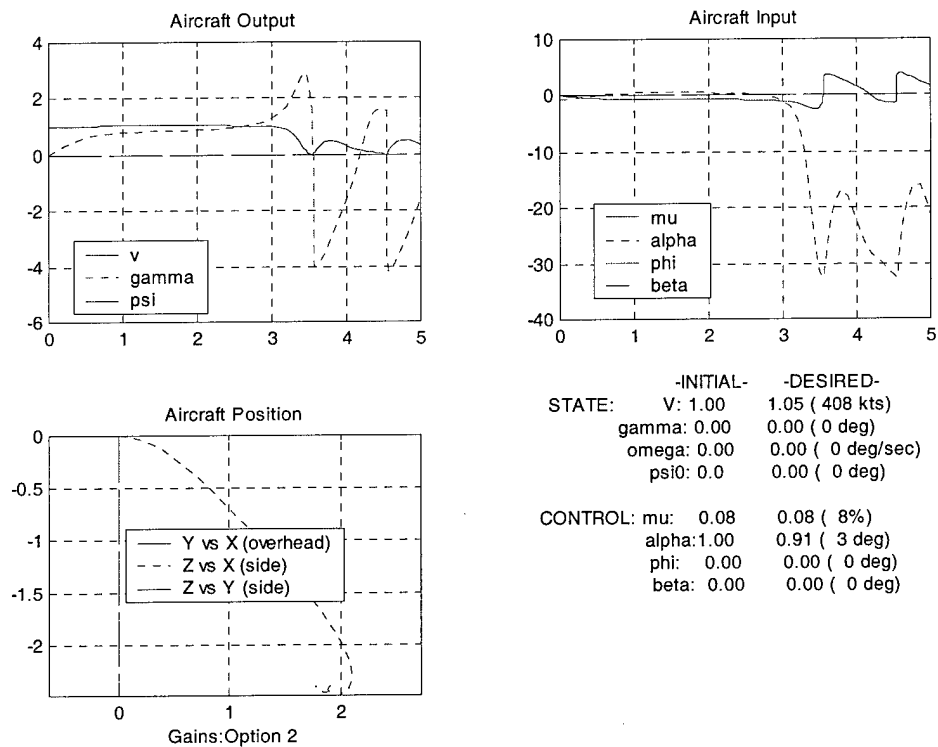 Aircraft Output
4
2
0
-2
-4
-6
v
gamma
psi
0 1 2 3 4 5
Aircraft Input
10
0
-10
-20
-30
-40
mu
alpha
phi
beta
0 1 2 3 4 5
Aircraft Position
0
-0.5
-1
-1.5
-2
Y vs X (overhead)
Z vs X (side)
Z vs Y (side)
0 1 2
Gains:Option 2
-INITIAL- -DESIRED-
STATE: V: 1.00 1.05 ( 408 kts)
gamma: 0.00 0.00 ( 0 deg)
omega: 0.00 0.00 ( 0 deg/sec)
psi0: 0.0 0.00 ( 0 deg)
CONTROL: mu: 0.08 0.08 ( 8%)
alpha:1.00 0.91 ( 3 deg)
phi: 0.00 0.00 ( 0 deg)
beta: 0.00 0.00 ( 0 deg)